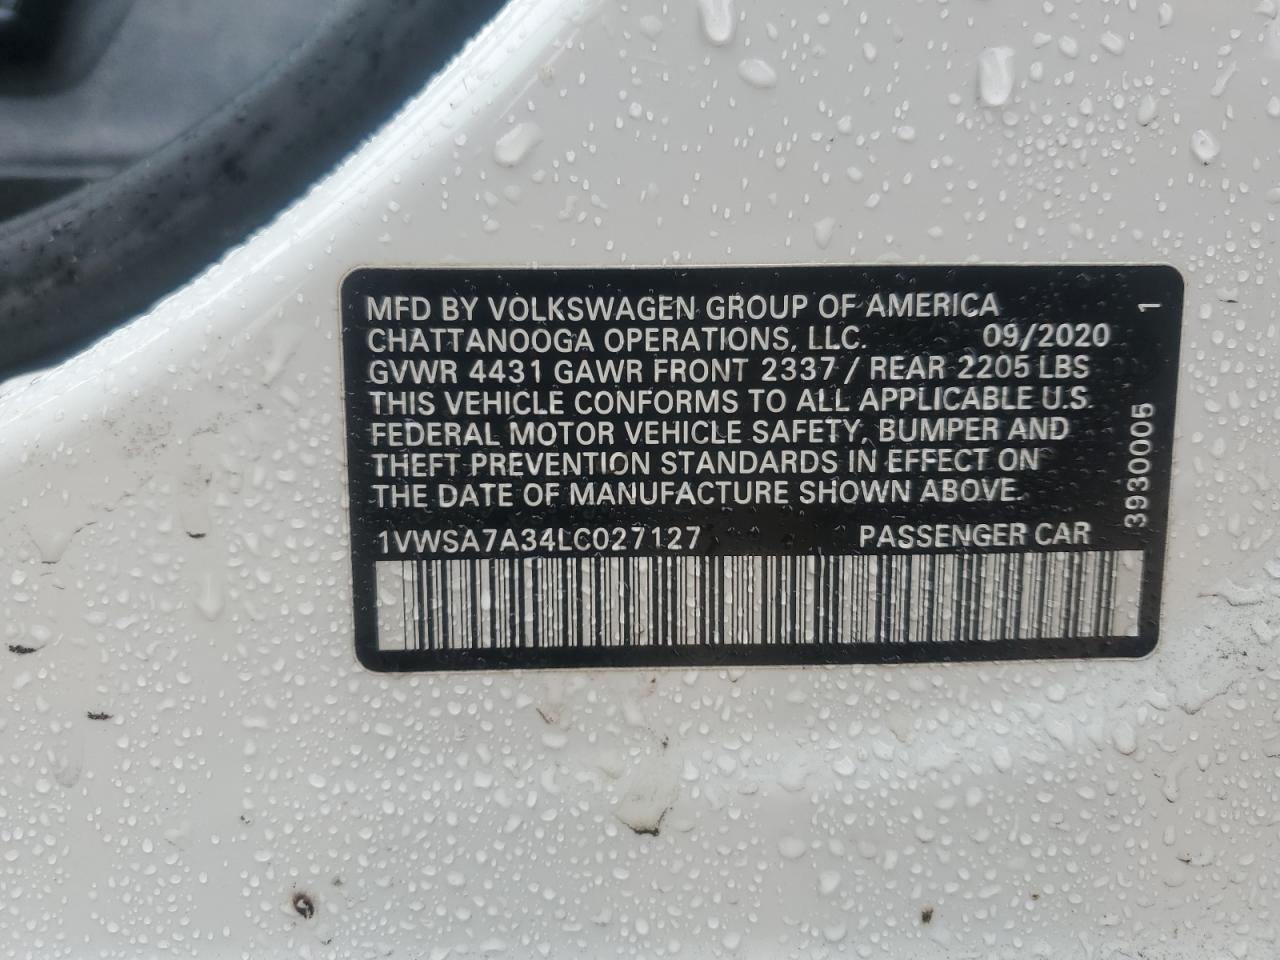 MFD BY VOLKSWAGEN GROUP OF AMERICA
CHATTANOOGA OPERATIONS, LLC. 09/2020
GVWR 4431 GAWR FRONT 2337 / REAR 2205 LBS
THIS VEHICLE CONFORMS TO ALL APPLICABLE U.S.
FEDERAL MOTOR VEHICLE SAFETY, BUMPER AND
THEFT PREVENTION STANDARDS IN EFFECT ON
THE DATE OF MANUFACTURE SHOWN ABOVE.
1VWSA7A34LC027127 PASSENGER CAR
3930005 1